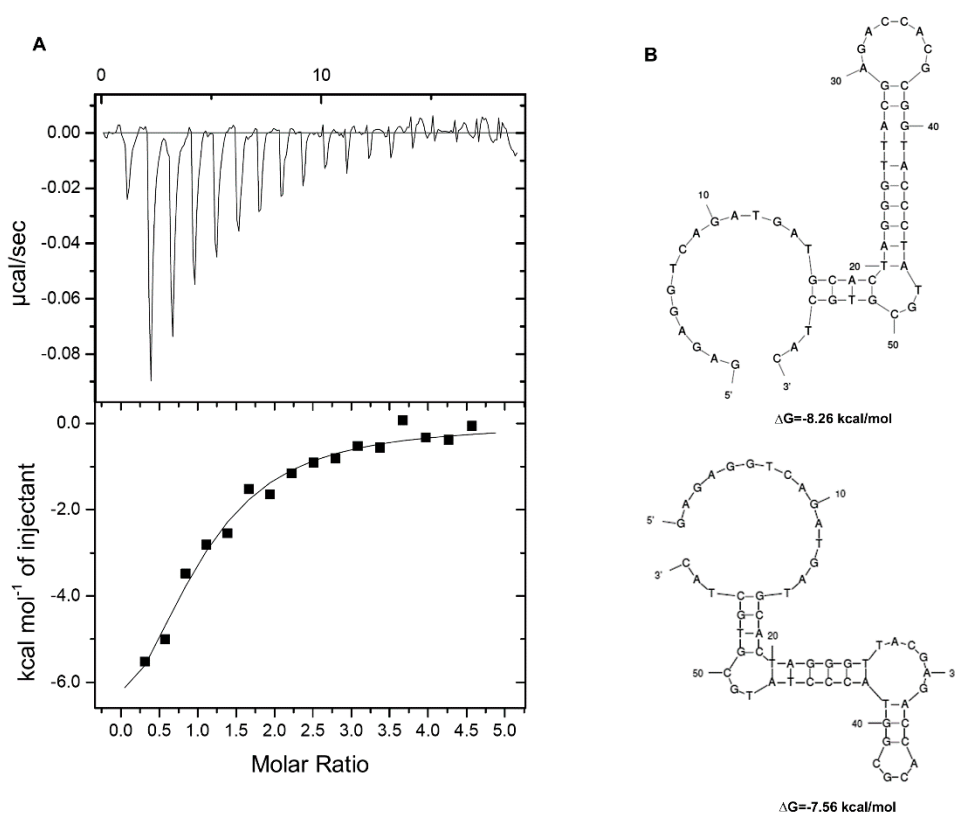 A
0 10
0.00
-0.02
-0.04
-0.06
-0.08
µcal/sec
0.0
-2.0
-4.0
-6.0
kcal mol⁻¹ of injectant
0.0 0.5 1.0 1.5 2.0 2.5 3.0 3.5 4.0 4.5 5.0
Molar Ratio
B
5'
G A G A G G T C A G A T G A T G C A C T A G G G T T A C G A G A C C A C G C G G T A C C C T A T G C G T G C T A C
3'
10
20
30
40
50
ΔG=-8.26 kcal/mol
5'
G A G A G G T C A G A T G A T G C A C T A G G G T T A C G A G A C C A C G C G G T A C C C T A T G C G T G C T A C
3'
10
20
3
40
50
ΔG=-7.56 kcal/mol